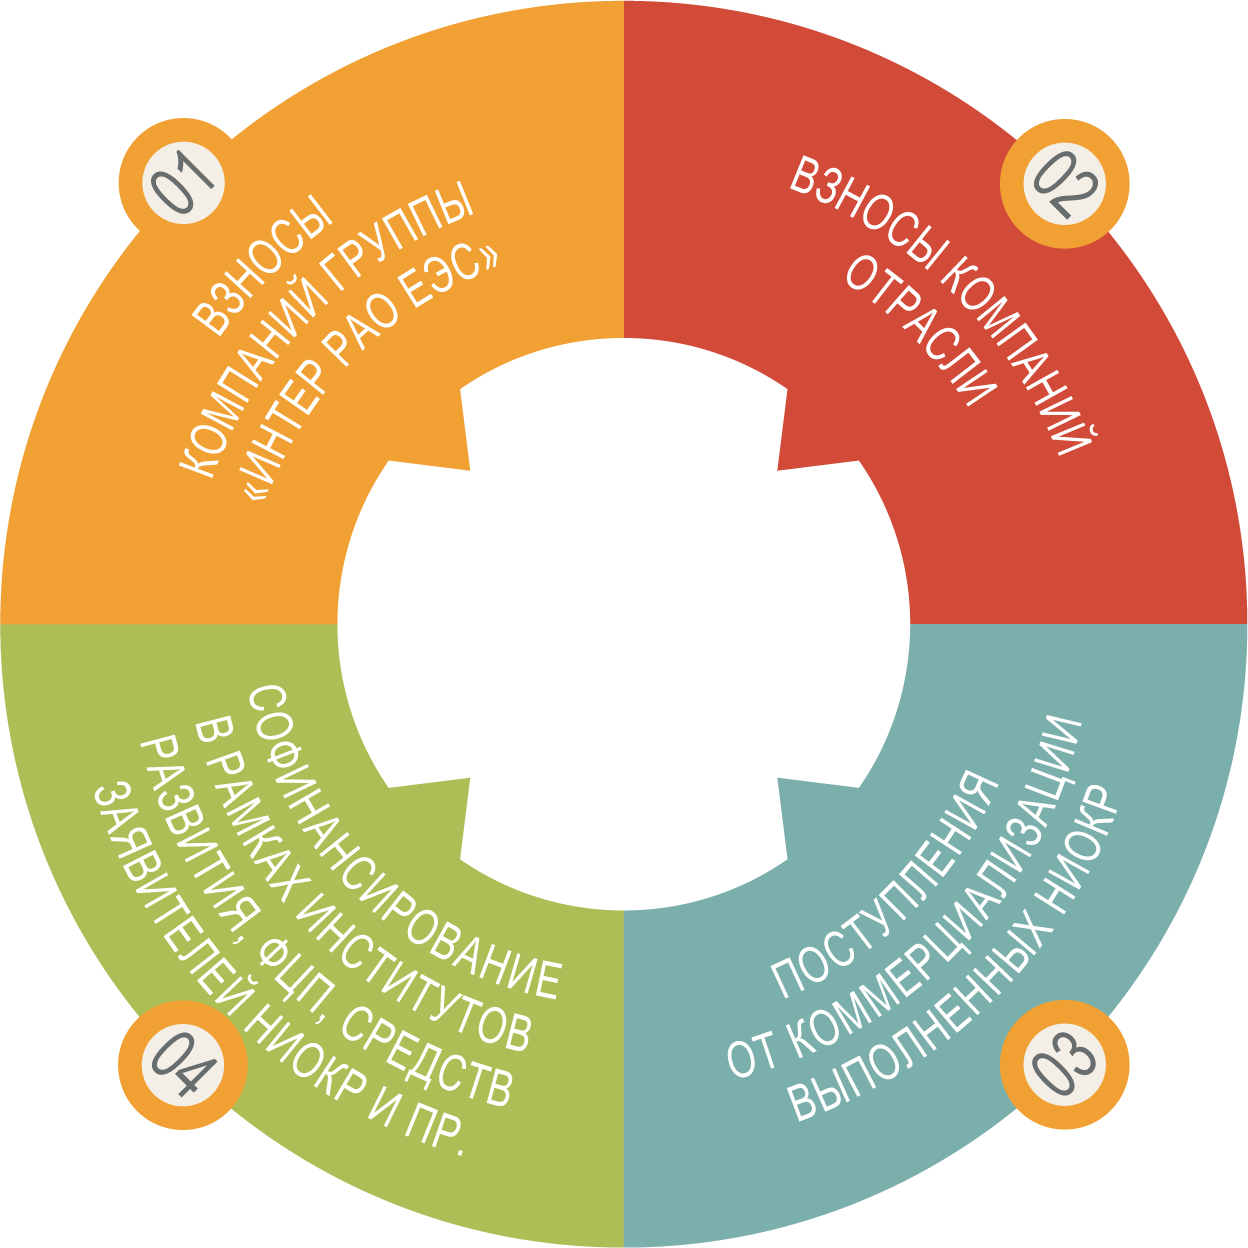 01
ВЗНОСЫ
КОМПАНИЙ ГРУППЫ
«ИНТЕР РАО ЕЭС»
02
ВЗНОСЫ КОМПАНИЙ
ОТРАСЛИ
03
ПОСТУПЛЕНИЯ
ОТ КОММЕРЦИАЛИЗАЦИИ
ВЫПОЛНЕННЫХ НИОКР
04
СОФИНАНСИРОВАНИЕ
В РАМКАХ ИНСТИТУТОВ
РАЗВИТИЯ, ФЦП, СРЕДСТВ
ЗАЯВИТЕЛЕЙ НИОКР И ПР.